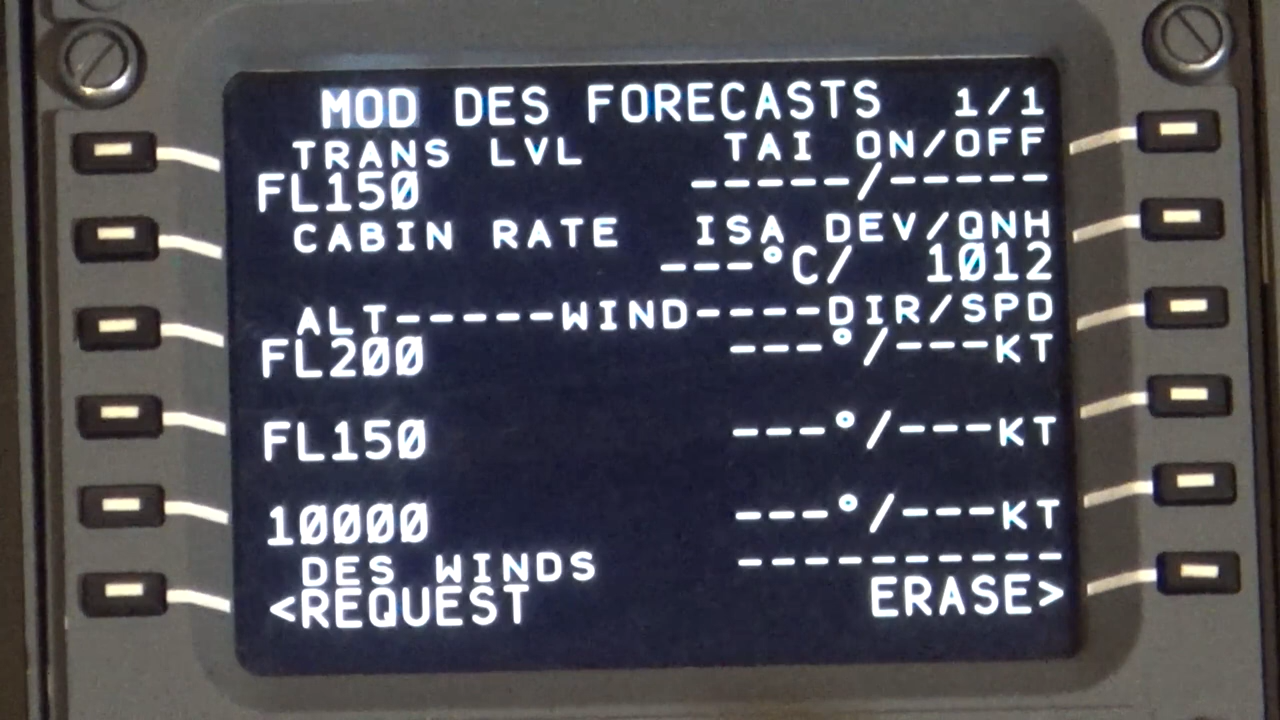 MOD DES FORECASTS 1/1
TRANS LVL TAI ON/OFF
FL150 -----/-----
CABIN RATE ISA DEV/QNH
---°C/ 1012
ALT-----WIND----DIR/SPD
FL200 ---°/---KT
FL150 ---°/---KT
10000 ---°/---KT
DES WINDS ----------
<REQUEST ERASE>